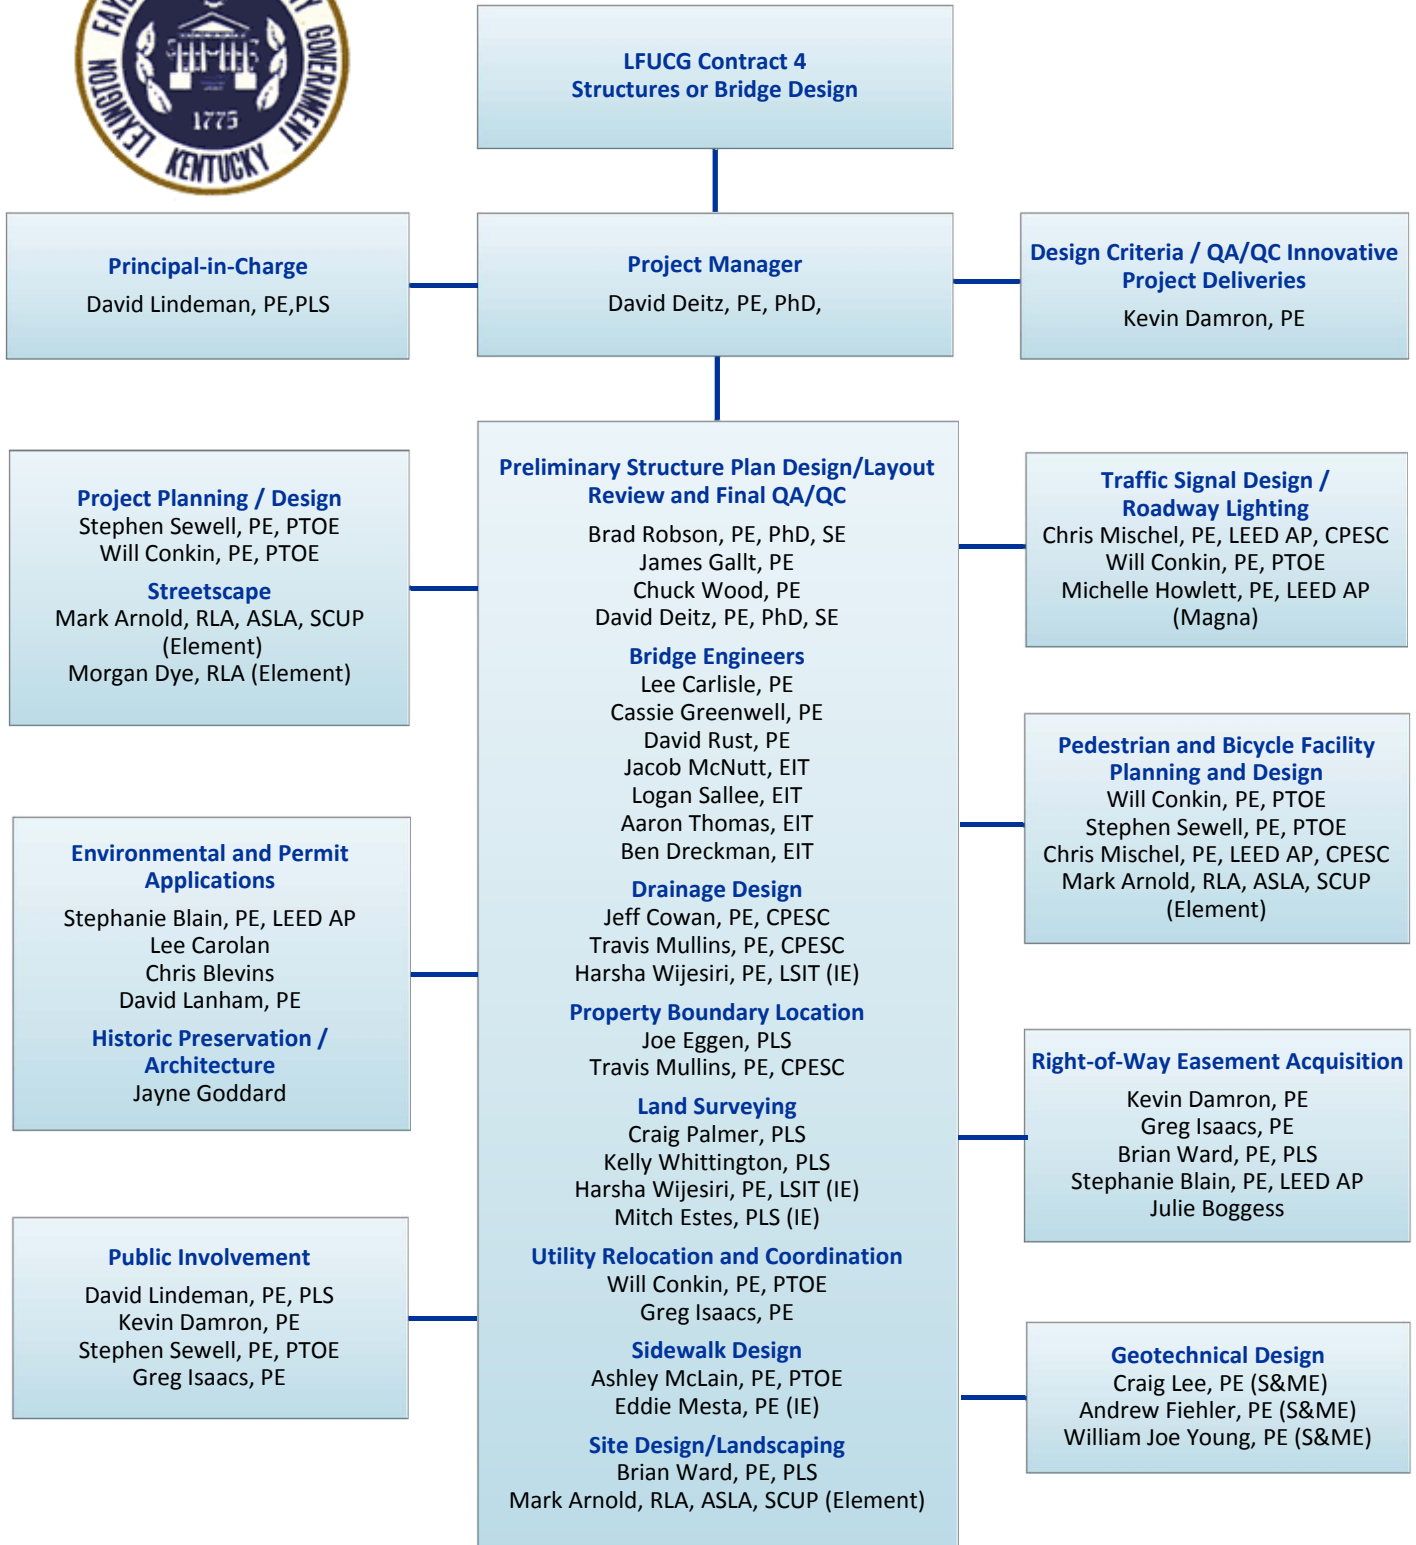 GOVERNMENT
LEXINGTON
1775
KENTUCKY
LFUCG Contract 4
Structures or Bridge Design
Principal-in-Charge
David Lindeman, PE,PLS
Project Manager
David Deitz, PE, PhD,
Design Criteria / QA/QC Innovative
Project Deliveries
Kevin Damron, PE
Project Planning / Design
Stephen Sewell, PE, PTOE
Will Conkin, PE, PTOE
Streetscape
Mark Arnold, RLA, ASLA, SCUP
(Element)
Morgan Dye, RLA (Element)
Environmental and Permit
Applications
Stephanie Blain, PE, LEED AP
Lee Carolan
Chris Blevins
David Lanham, PE
Historic Preservation /
Architecture
Jayne Goddard
Public Involvement
David Lindeman, PE, PLS
Kevin Damron, PE
Stephen Sewell, PE, PTOE
Greg Isaacs, PE
Preliminary Structure Plan Design/Layout
Review and Final QA/QC
Brad Robson, PE, PhD, SE
James Gallt, PE
Chuck Wood, PE
David Deitz, PE, PhD, SE
Bridge Engineers
Lee Carlisle, PE
Cassie Greenwell, PE
David Rust, PE
Jacob McNutt, EIT
Logan Sallee, EIT
Aaron Thomas, EIT
Ben Dreckman, EIT
Drainage Design
Jeff Cowan, PE, CPESC
Travis Mullins, PE, CPESC
Harsha Wijesiri, PE, LSIT (IE)
Property Boundary Location
Joe Eggen, PLS
Travis Mullins, PE, CPESC
Land Surveying
Craig Palmer, PLS
Kelly Whittington, PLS
Harsha Wijesiri, PE, LSIT (IE)
Mitch Estes, PLS (IE)
Utility Relocation and Coordination
Will Conkin, PE, PTOE
Greg Isaacs, PE
Sidewalk Design
Ashley McLain, PE, PTOE
Eddie Mesta, PE (IE)
Site Design/Landscaping
Brian Ward, PE, PLS
Mark Arnold, RLA, ASLA, SCUP (Element)
Traffic Signal Design /
Roadway Lighting
Chris Mischel, PE, LEED AP, CPESC
Will Conkin, PE, PTOE
Michelle Howlett, PE, LEED AP
(Magna)
Pedestrian and Bicycle Facility
Planning and Design
Will Conkin, PE, PTOE
Stephen Sewell, PE, PTOE
Chris Mischel, PE, LEED AP, CPESC
Mark Arnold, RLA, ASLA, SCUP
(Element)
Right-of-Way Easement Acquisition
Kevin Damron, PE
Greg Isaacs, PE
Brian Ward, PE, PLS
Stephanie Blain, PE, LEED AP
Julie Boggess
Geotechnical Design
Craig Lee, PE (S&ME)
Andrew Fiehler, PE (S&ME)
William Joe Young, PE (S&ME)